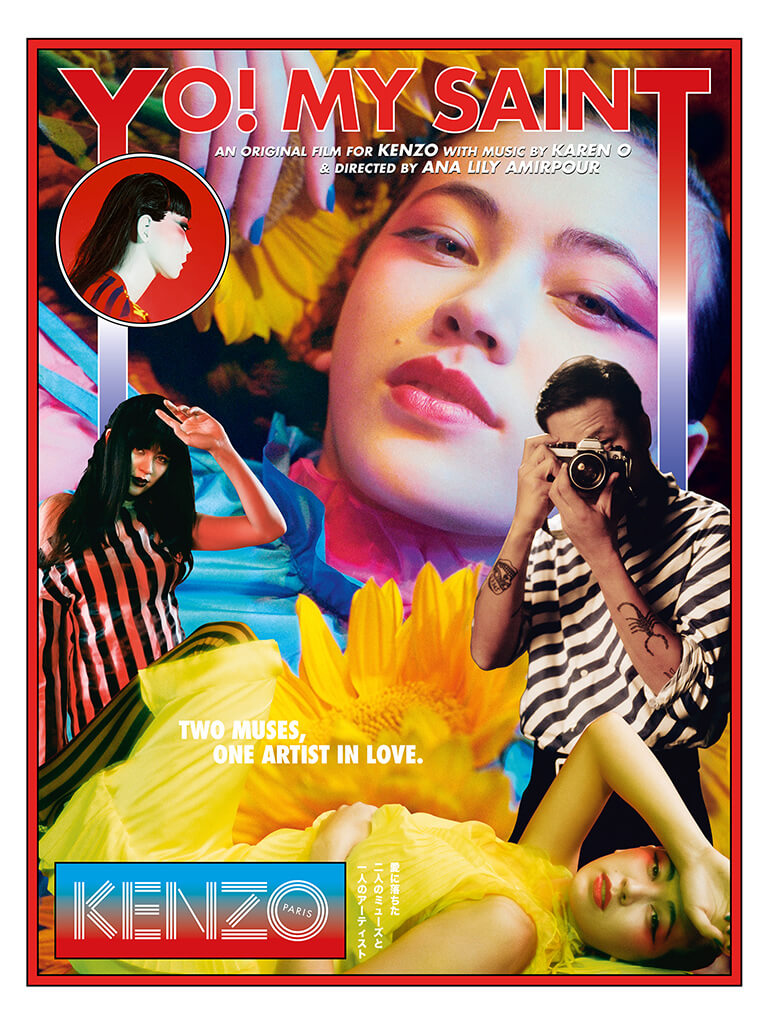 YO! MY SAINT
AN ORIGINAL FILM FOR KENZO WITH MUSIC BY KAREN O
& DIRECTED BY ANA LILY AMIRPOUR
TWO MUSES,
ONE ARTIST IN LOVE.
KENZO
PARIS
愛に落ちた
二人のミューズと
一人のアーティスト